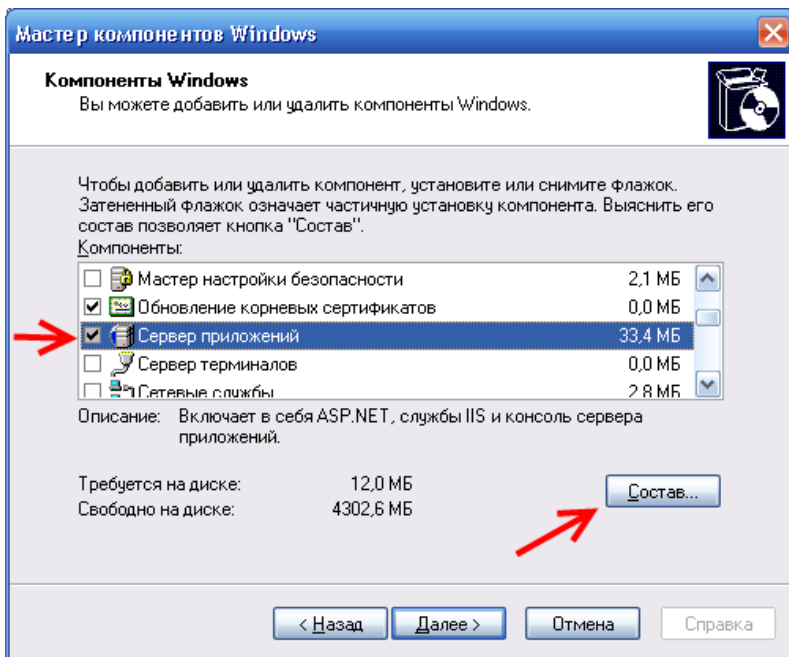 Мастер компонентов Windows
Компоненты Windows
Вы можете добавить или удалить компоненты Windows.
Чтобы добавить или удалить компонент, установите или снимите флажок.
Затененный флажок означает частичную установку компонента. Выяснить его
состав позволяет кнопка "Состав".
Компоненты:
Мастер настройки безопасности 2,1 МБ
Обновление корневых сертификатов 0,0 МБ
Сервер приложений 33,4 МБ
Сервер терминалов 0,0 МБ
Сетевые службы 2,8 МБ
Описание: Включает в себя ASP.NET, службы IIS и консоль сервера
приложений.
Требуется на диске: 12,0 МБ
Состав...
Свободно на диске: 4302,6 МБ
< Назад Далее > Отмена Справка